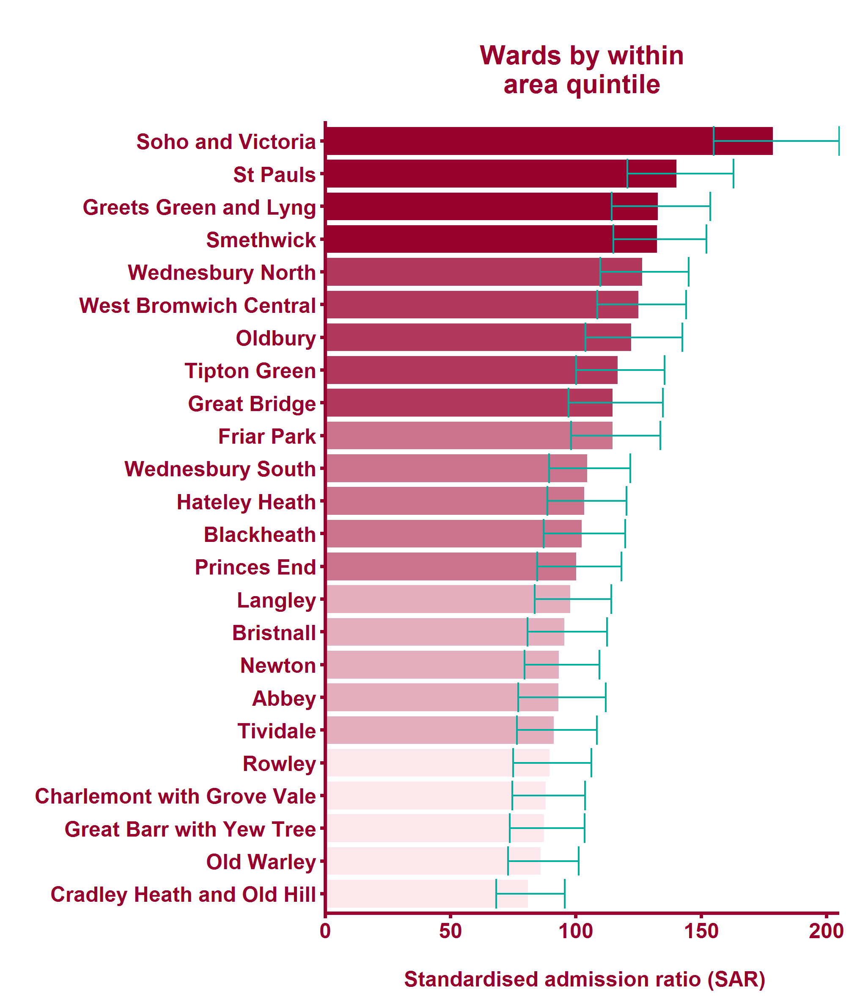 Wards by within
area quintile
Soho and Victoria
St Pauls
Greets Green and Lyng
Smethwick
Wednesbury North
West Bromwich Central
Oldbury
Tipton Green
Great Bridge
Friar Park
Wednesbury South
Hateley Heath
Blackheath
Princes End
Langley
Bristnall
Newton
Abbey
Tividale
Rowley
Charlemont with Grove Vale
Great Barr with Yew Tree
Old Warley
Cradley Heath and Old Hill
0 50 100 150 200
Standardised admission ratio (SAR)